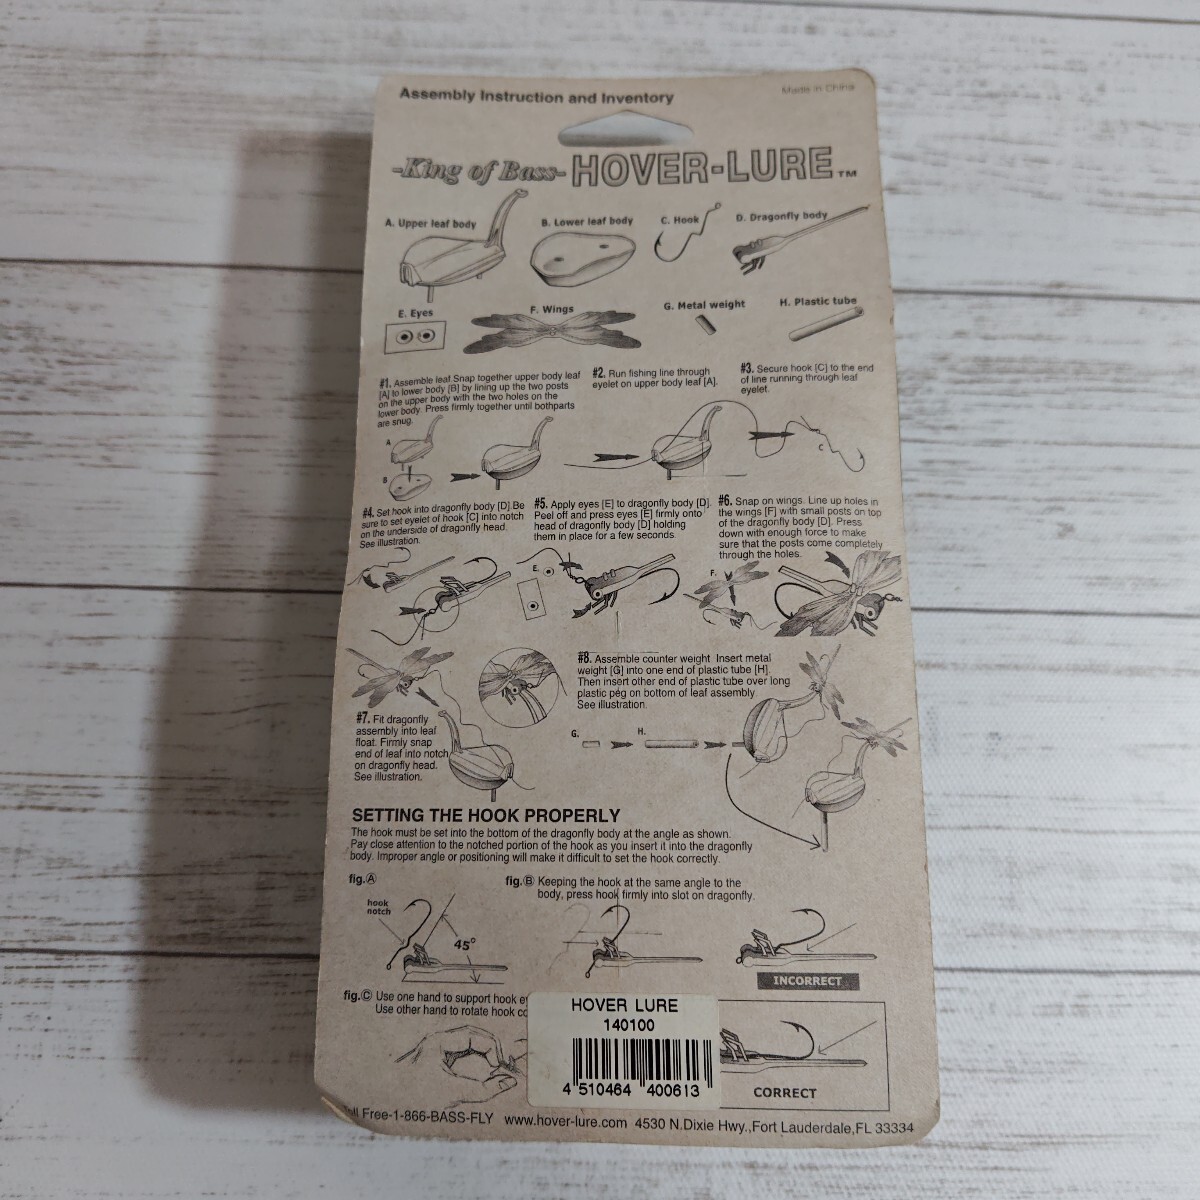 Assembly Instruction and Inventory
Made in China
-King of Bass- HOVER-LURE™
A. Upper leaf body
B. Lower leaf body
C. Hook
D. Dragonfly body
E. Eyes
F. Wings
G. Metal weight
H. Plastic tube
#1. Assemble leaf Snap together upper body leaf
[A] to lower body [B] by lining up the two posts
on the upper body with the two holes on the
lower body. Press firmly together until bothparts
are snug.
#2. Run fishing line through
eyelet on upper body leaf [A].
#3. Secure hook [C] to the end
of line running through leaf
eyelet.
A
B
C
#4. Set hook into dragonfly body [D].Be
sure to set eyelet of hook [C] into notch
on the underside of dragonfly head.
See illustration.
#5. Apply eyes [E] to dragonfly body [D].
Peel off and press eyes [E] firmly onto
head of dragonfly body [D] holding
them in place for a few seconds.
#6. Snap on wings. Line up holes in
the wings [F] with small posts on top
of the dragonfly body [D]. Press
down with enough force to make
sure that the posts come completely
through the holes.
E.
F.
#7. Fit dragonfly
assembly into leaf
float. Firmly snap
end of leaf into notch
on dragonfly head.
See illustration.
#8. Assemble counter weight Insert metal
weight [G] into one end of plastic tube [H].
Then insert other end of plastic tube over long
plastic peg on bottom of leaf assembly.
See illustration.
G.
H.
SETTING THE HOOK PROPERLY
The hook must be set into the bottom of the dragonfly body at the angle as shown.
Pay close attention to the notched portion of the hook as you insert it into the dragonfly
body. Improper angle or positioning will make it difficult to set the hook correctly.
fig.Ⓐ
hook
notch
45°
fig.Ⓑ Keeping the hook at the same angle to the
body, press hook firmly into slot on dragonfly.
INCORRECT
fig.Ⓒ Use one hand to support hook
Use other hand to rotate hook
HOVER LURE
140100
4 510464 400613
CORRECT
Free-1-866-BASS-FLY www.hover-lure.com 4530 N.Dixie Hwy.,Fort Lauderdale,FL 33334